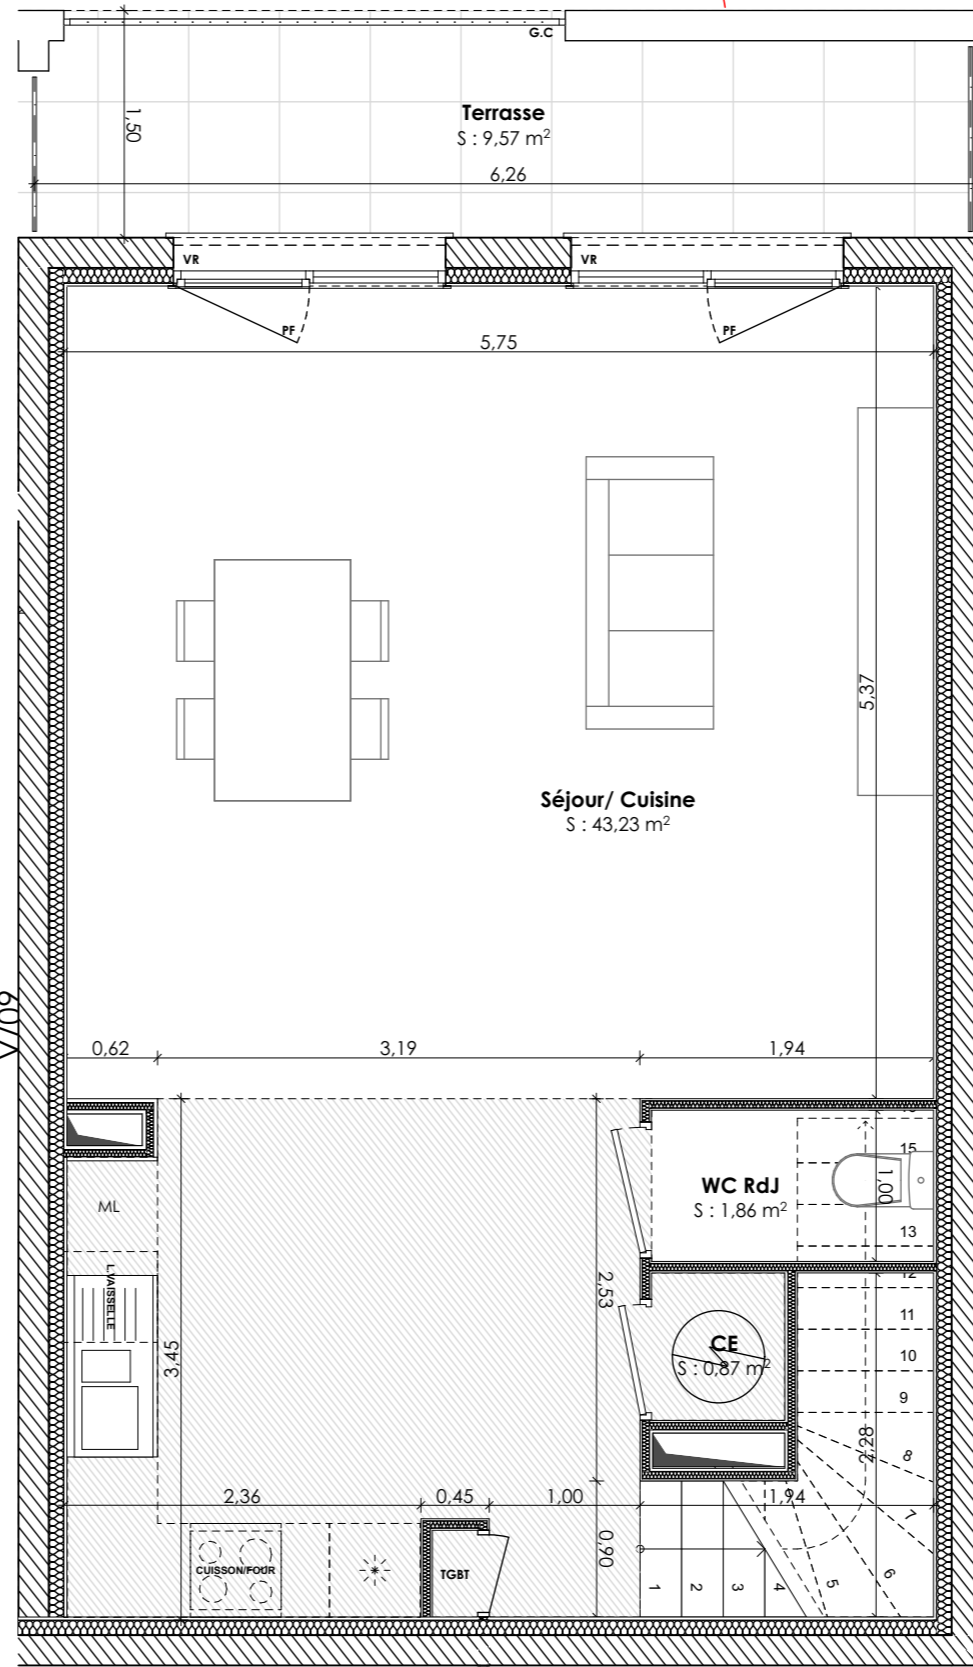 G.C
1,50
Terrasse
S : 9,57 m²
6,26
VR
VR
PF
PF
5,75
5,37
Séjour/ Cuisine
S : 43,23 m²
V709
0,62
3,19
1,94
15
WC RdJ
S : 1,86 m²
1,00
ML
13
12
L.VAISSELLE
2,53
11
CE
S : 0,87 m²
10
3,45
9
2,28
8
2,36
0,45
1,00
1,94
7
0,90
CUISSON/FOUR
TGBT
1
2
3
4
5
6